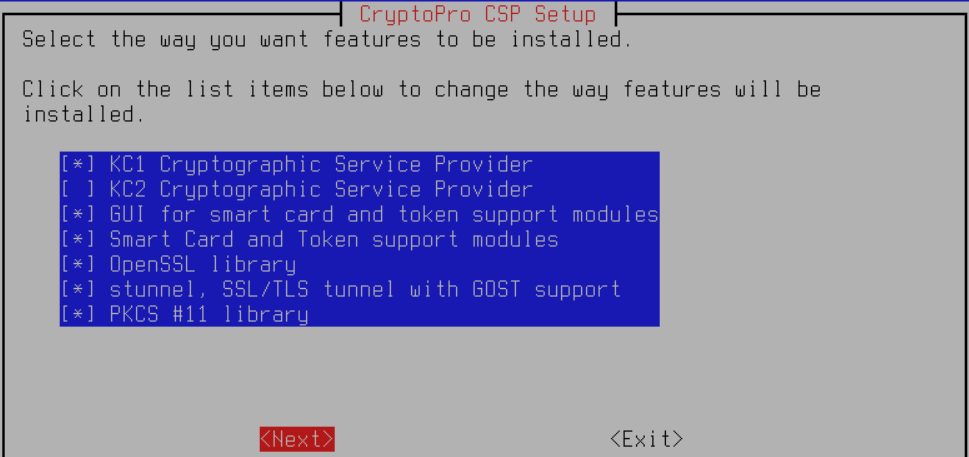 CryptoPro CSP Setup
Select the way you want features to be installed.
Click on the list items below to change the way features will be
installed.
[*] KC1 Cryptographic Service Provider
[ ] KC2 Cryptographic Service Provider
[*] GUI for smart card and token support modules
[*] Smart Card and Token support modules
[*] OpenSSL library
[*] stunnel, SSL/TLS tunnel with GOST support
[*] PKCS #11 library
<Next> <Exit>